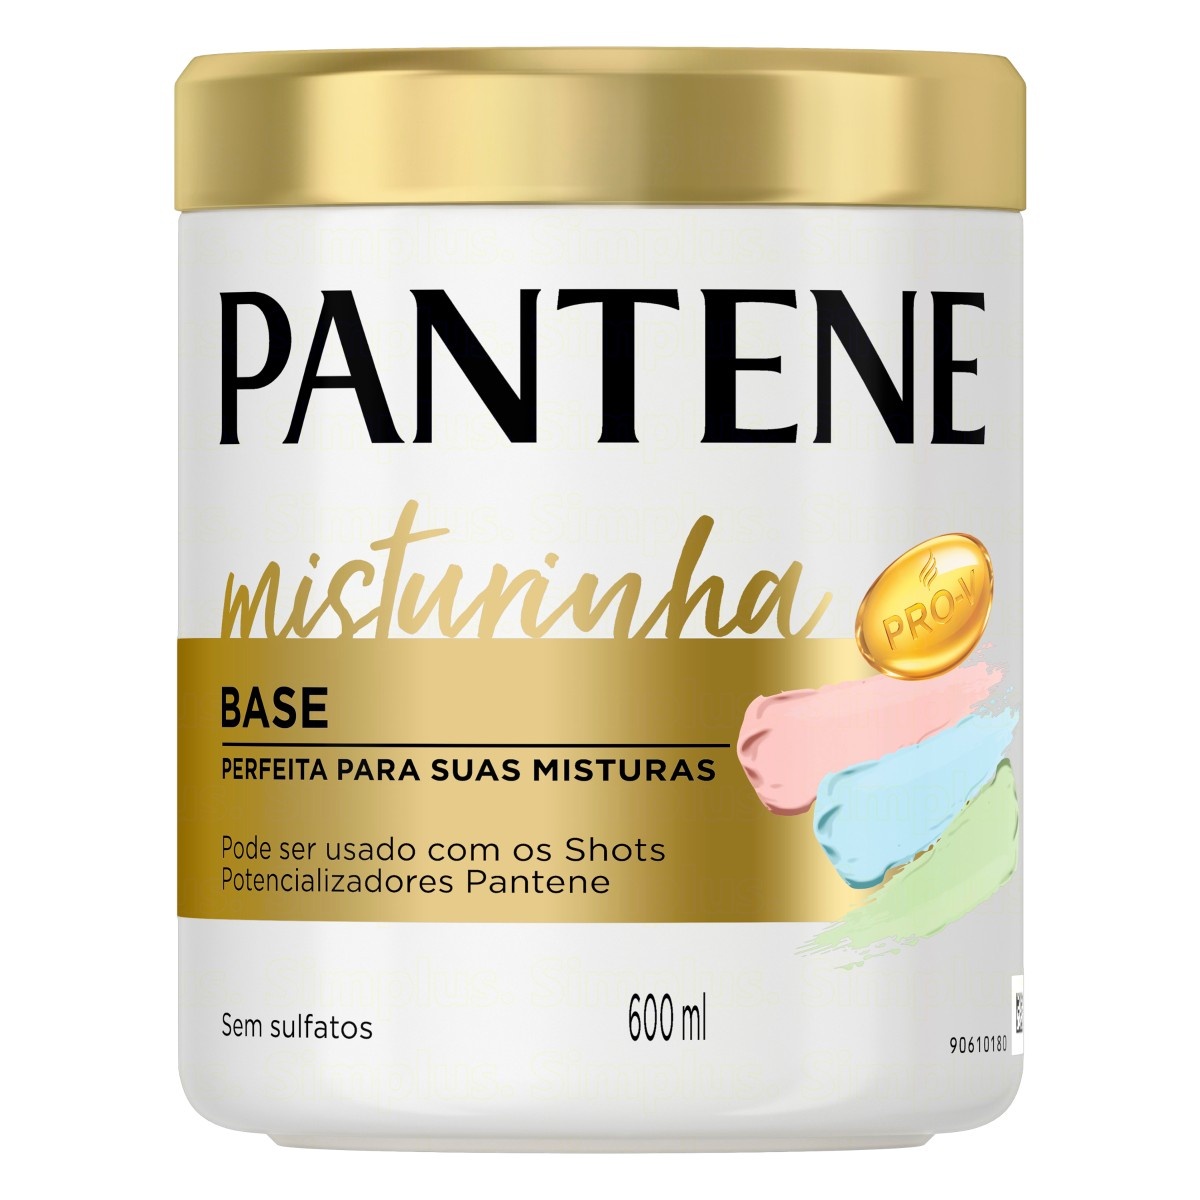 PANTENE
misturinha
PRO-V
BASE
PERFEITA PARA SUAS MISTURAS
Pode ser usado com os Shots
Potencializadores Pantene
Sem sulfatos
600 ml
90610180